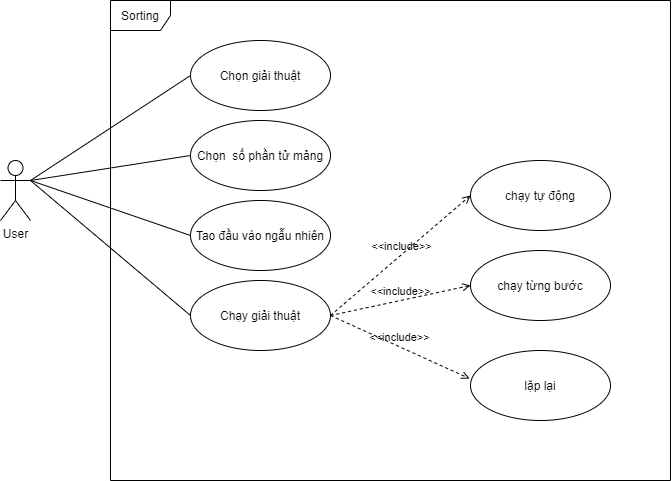 Sorting
Chọn giải thuật
Chọn số phần tử mảng
Tao đầu vào ngẫu nhiên
Chạy giải thuật
User
chạy tự động
<<include>>
chạy từng bước
<<include>>
<<include>>
lặp lại